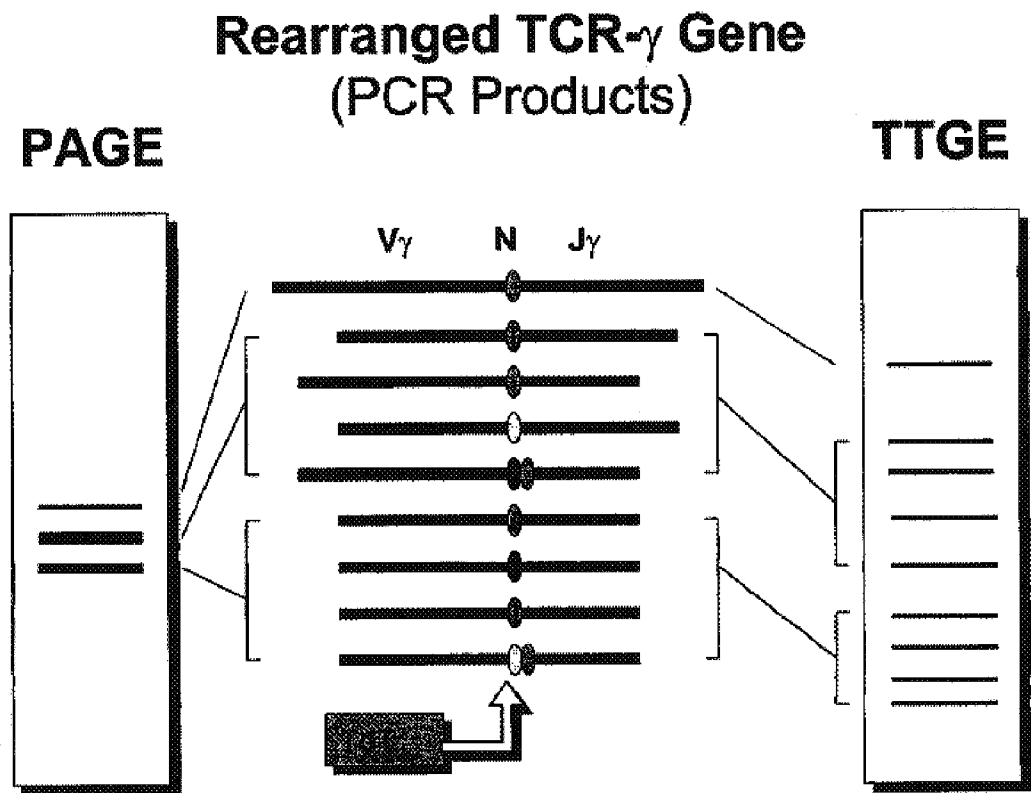 Rearranged TCR-γ Gene
(PCR Products)
PAGE
TTGE
Vγ N Jγ